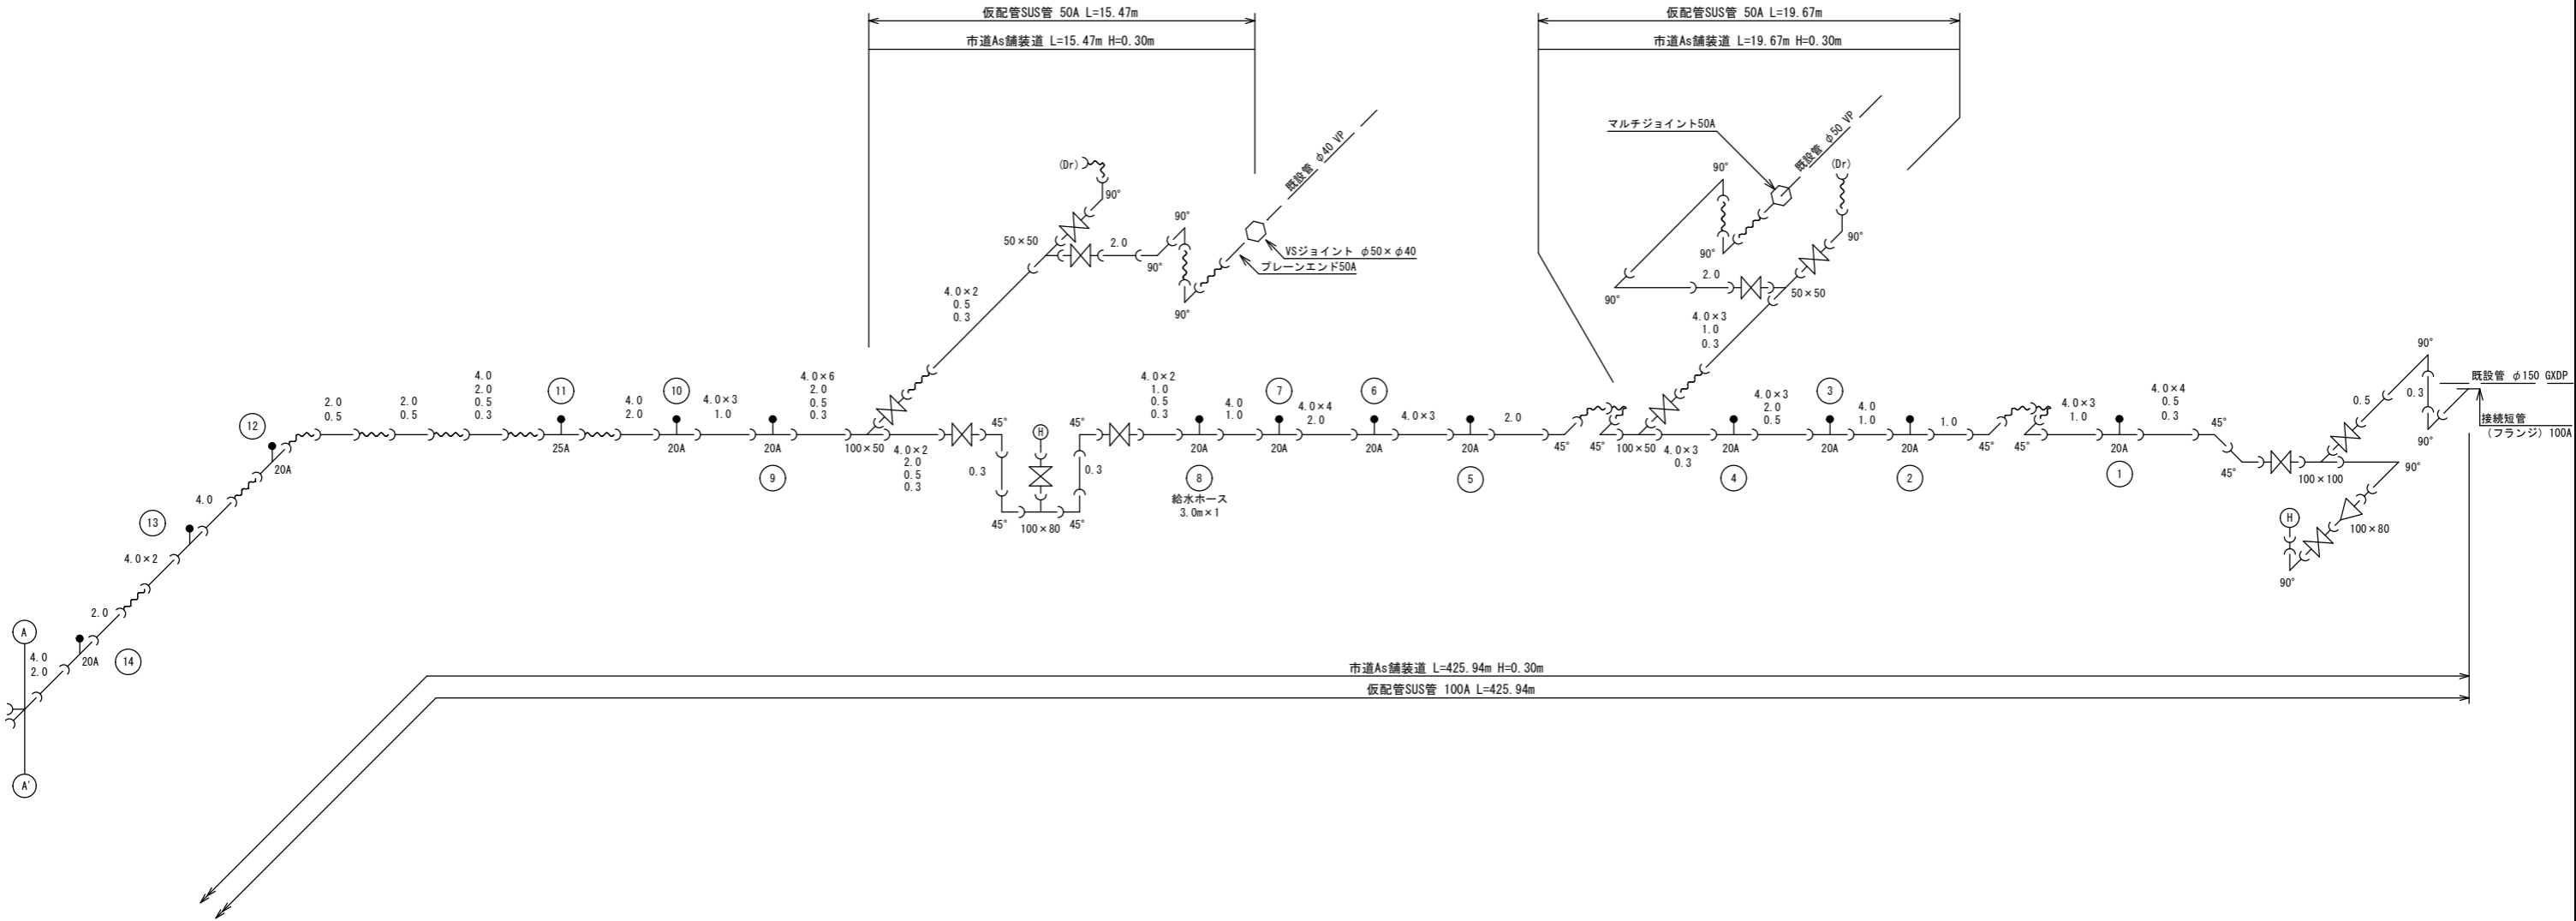 仮配管SUS管 50A L=15.47m
市道As舗装道 L=15.47m H=0.30m
仮配管SUS管 50A L=19.67m
市道As舗装道 L=19.67m H=0.30m
(Dr)
90°
50×50
2.0
90°
90°
90°
既設管 φ40 VP
VSジョイント φ50×φ40
プレーンエンド50A
4.0×2
0.5
0.3
マルチジョイント50A
既設管 φ50 VP
(Dr)
90°
90°
90°
90°
2.0
50×50
4.0×3
1.0
0.3
12
20A
2.0
0.5
2.0
0.5
4.0
2.0
0.5
0.3
11
25A
4.0
2.0
10
20A
4.0×3
1.0
20A
9
4.0×6
2.0
0.5
0.3
100×50
4.0×2
2.0
0.5
0.3
45°
0.3
45°
H
100×80
45°
45°
0.3
4.0×2
1.0
0.5
0.3
20A
8
給水ホース
3.0m×1
4.0
1.0
7
20A
4.0×4
2.0
6
20A
4.0×3
20A
5
2.0
45°
45°
100×50
4.0×3
0.3
20A
4
4.0×3
2.0
0.5
3
20A
4.0
1.0
20A
2
1.0
45°
45°
4.0×3
1.0
20A
1
4.0×4
0.5
0.3
45°
45°
100×100
0.5
90°
0.3
90°
既設管 φ150 GXDP
接続短管
(フランジ)100A
90°
100×80
H
90°
4.0
13
4.0×2
2.0
14
20A
A
4.0
2.0
A'
市道As舗装道 L=425.94m H=0.30m
仮配管SUS管 100A L=425.94m